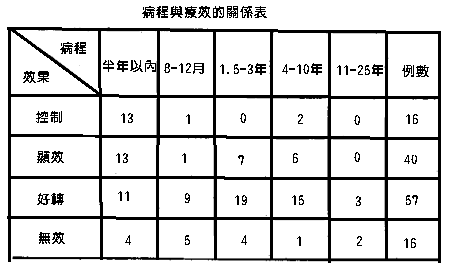 病程與療效的關係表
病程
效果
半年以內 8-12月 1.5-3年 4-10年 11-25年 例數
控制 13 1 0 2 0 16
顯效 13 1 7 6 0 40
好轉 11 9 19 15 3 57
無效 4 5 4 1 2 16